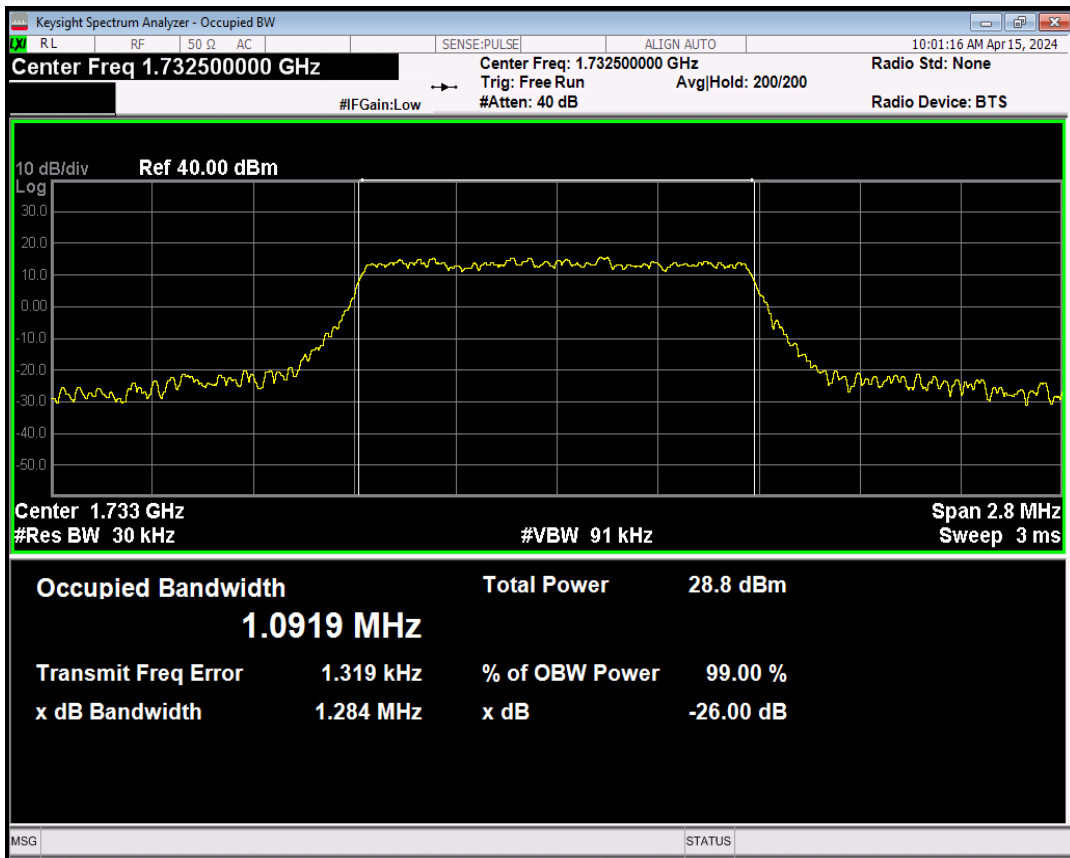 Keysight Spectrum Analyzer - Occupied BW
LXI RL RF 50 Ω AC SENSE:PULSE ALIGN AUTO 10:01:16 AM Apr 15, 2024
Center Freq 1.732500000 GHz Center Freq: 1.732500000 GHz Radio Std: None
Trig: Free Run Avg|Hold: 200/200
#IFGain:Low #Atten: 40 dB Radio Device: BTS
10 dB/div Ref 40.00 dBm
Log
30.0
20.0
10.0
0.00
-10.0
-20.0
-30.0
-40.0
-50.0
Center 1.733 GHz Span 2.8 MHz
#Res BW 30 kHz #VBW 91 kHz Sweep 3 ms
Occupied Bandwidth Total Power 28.8 dBm
1.0919 MHz
Transmit Freq Error 1.319 kHz % of OBW Power 99.00 %
x dB Bandwidth 1.284 MHz x dB -26.00 dB
MSG STATUS